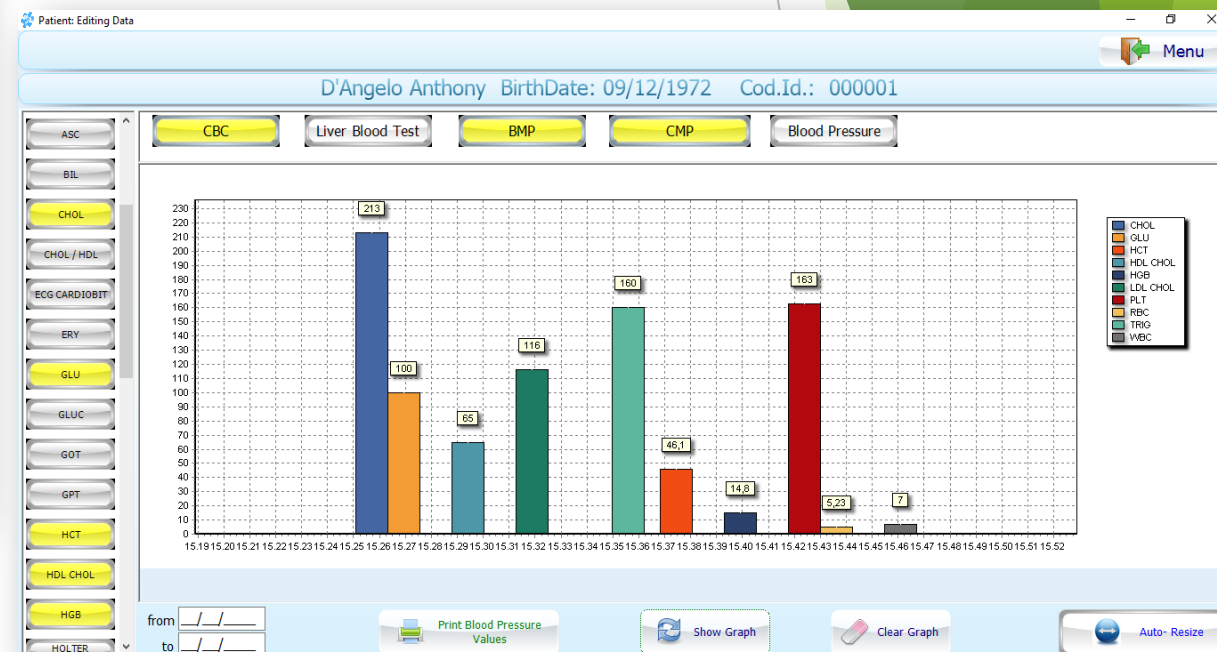 Patient: Editing Data
Menu
D'Angelo Anthony BirthDate: 09/12/1972 Cod.Id.: 000001
CBC
Liver Blood Test
BMP
CMP
Blood Pressure
ASC
BIL
CHOL
CHOL / HDL
ECG CARDIOBIT
ERY
GLU
GLUC
GOT
GPT
HCT
HDL CHOL
HGB
HOLTER
230
220
210
200
190
180
170
160
150
140
130
120
110
100
90
80
70
60
50
40
30
20
10
0
213
100
65
116
160
46,1
14,8
163
5,23
7
15.19 15.20 15.21 15.22 15.23 15.24 15.25 15.26 15.27 15.28 15.29 15.30 15.31 15.32 15.33 15.34 15.35 15.36 15.37 15.38 15.39 15.40 15.41 15.42 15.43 15.44 15.45 15.46 15.47 15.48 15.49 15.50 15.51 15.52
CHOL
GLU
HCT
HDL CHOL
HGB
LDL CHOL
PLT
RBC
TRIG
WBC
from __/__/____
to __/__/____
Print Blood Pressure
Values
Show Graph
Clear Graph
Auto- Resize